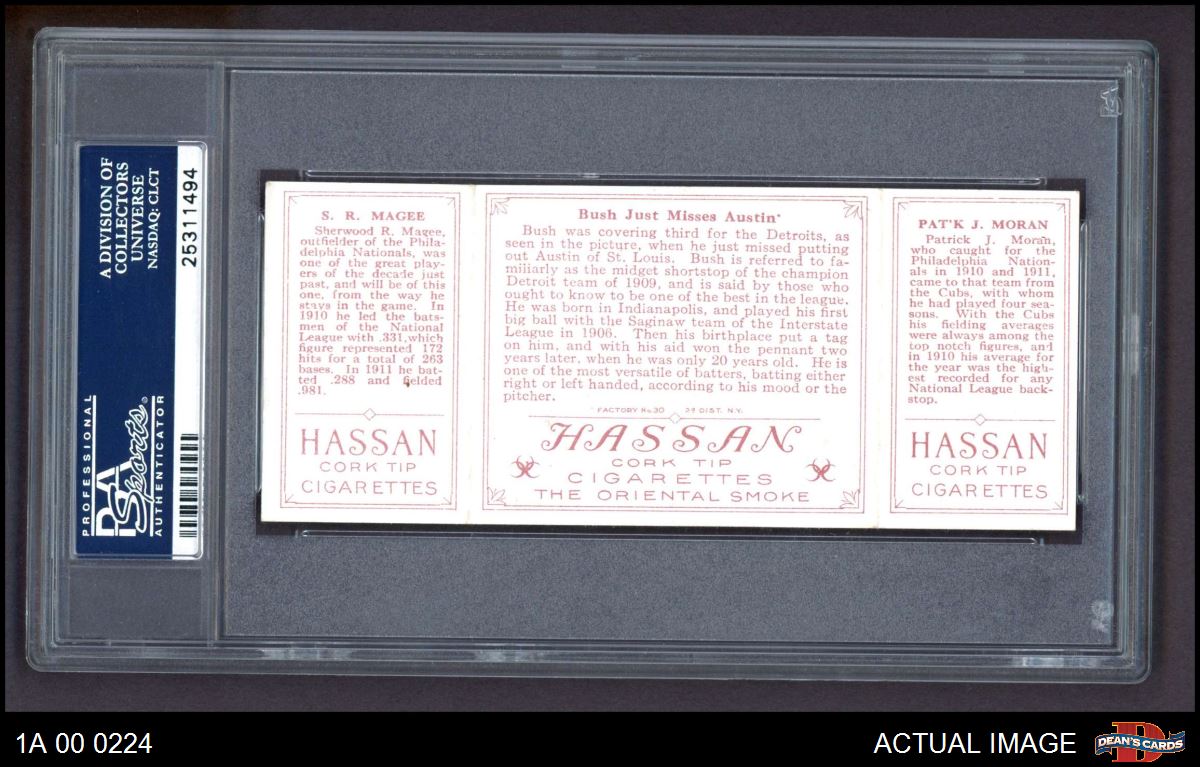 A DIVISION OF
COLLECTORS
UNIVERSE
NASDAQ: CLCT
25311494
PROFESSIONAL
PSA
Sports®
AUTHENTICATOR
S. R. MAGEE
Sherwood R. Magee,
outfielder of the Phila-
delphia Nationals, was
one of the great play-
ers of the decade just
past, and will be of this
one, from the way he
stays in the game. In
1910 he led the bats-
men of the National
League with .331, which
figure represented 172
hits for a total of 263
bases. In 1911 he bat-
ted .288 and fielded
.981.
HASSAN
CORK TIP
CIGARETTES
Bush Just Misses Austin
Bush was covering third for the Detroits, as
seen in the picture, when he just missed putting
out Austin of St. Louis. Bush is referred to fa-
miliarly as the midget shortstop of the champion
Detroit team of 1909, and is said by those who
ought to know to be one of the best in the league.
He was born in Indianapolis, and played his first
big ball with the Saginaw team of the Interstate
League in 1906. Then his birthplace put a tag
on him, and with his aid won the pennant two
years later, when he was only 20 years old. He is
one of the most versatile of batters, batting either
right or left handed, according to his mood or the
pitcher.
FACTORY No 30 2d DIST. N.Y.
HASSAN
CORK TIP
CIGARETTES
THE ORIENTAL SMOKE
PAT'K J. MORAN
Patrick J. Moran,
who caught for the
Philadelphia Nation-
als in 1910 and 1911,
came to that team from
the Cubs, with whom
he had played four sea-
sons. With the Cubs
his fielding averages
were always among the
top notch figures, and
in 1910 his average for
the year was the high-
est recorded for any
National League back-
stop.
HASSAN
CORK TIP
CIGARETTES
1A 00 0224
ACTUAL IMAGE
D
DEAN'S CARDS